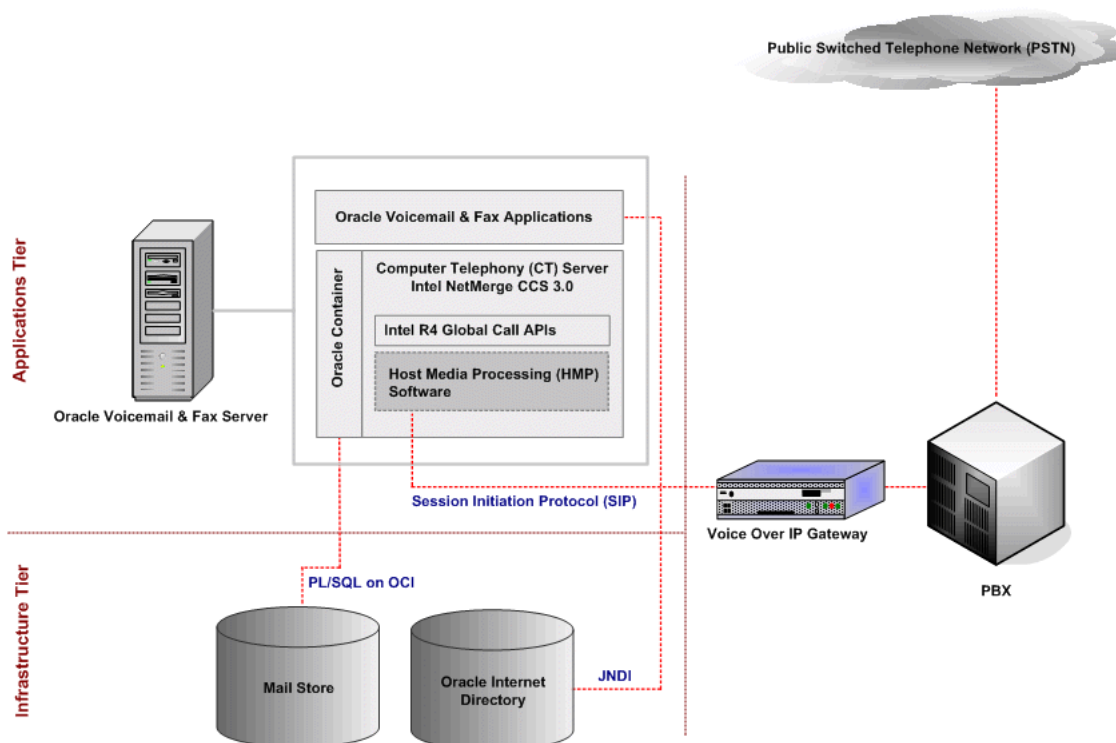 Public Switched Telephone Network (PSTN)
Applications Tier
Oracle Voicemail & Fax Applications
Oracle Container
Computer Telephony (CT) Server
Intel NetMerge CCS 3.0
Intel R4 Global Call APIs
Host Media Processing (HMP)
Software
Oracle Voicemail & Fax Server
Session Initiation Protocol (SIP)
Voice Over IP Gateway
PBX
Infrastructure Tier
PL/SQL on OCI
Mail Store
Oracle Internet
Directory
JNDI